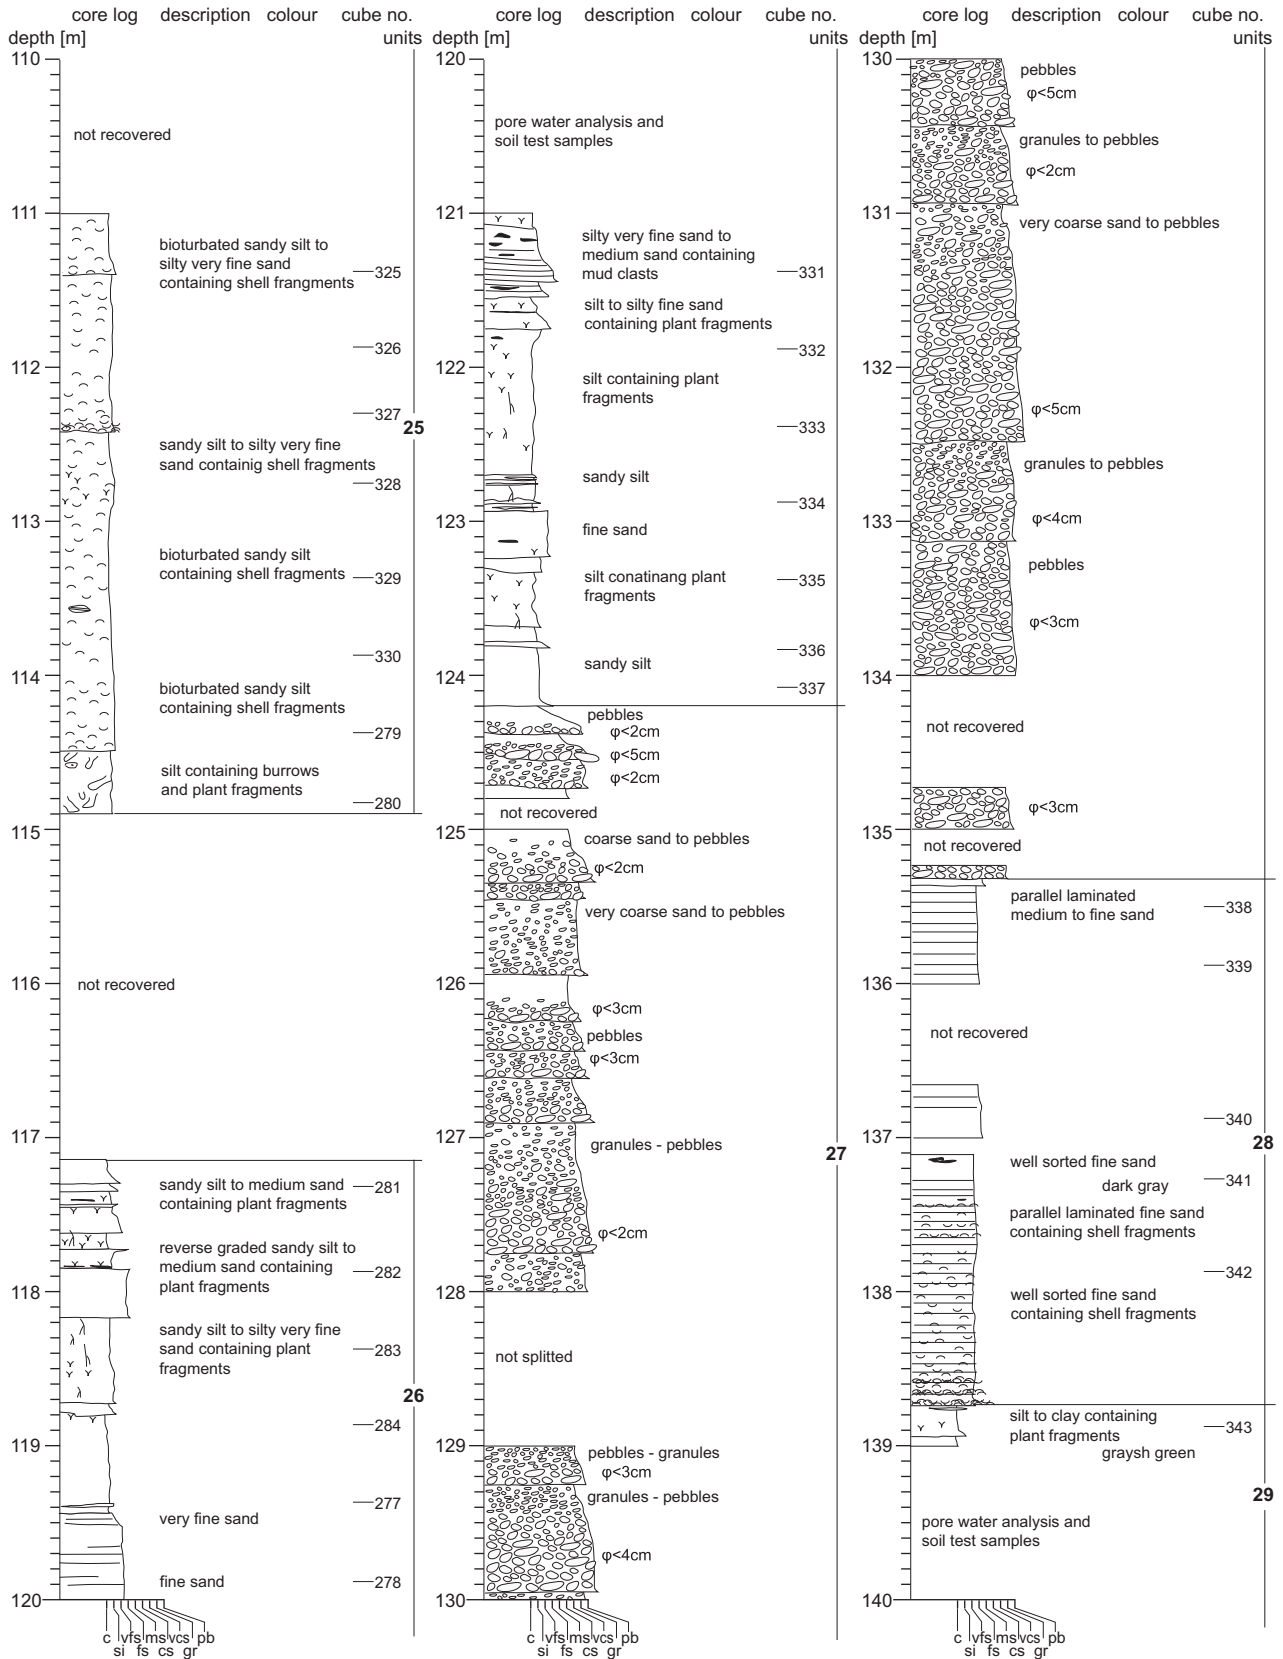 core log description colour cube no.
depth [m] units
110
not recovered
111
bioturbated sandy silt to
silty very fine sand
containing shell frangments
325
326
112
327
25
sandy silt to silty very fine
sand containig shell fragments
328
113
bioturbated sandy silt
containing shell fragments
329
330
114
bioturbated sandy silt
containing shell fragments
279
silt containing burrows
and plant fragments
280
115
116
not recovered
117
sandy silt to medium sand
containing plant fragments
281
reverse graded sandy silt to
medium sand containing
plant fragments
282
118
sandy silt to silty very fine
sand containing plant
fragments
283
26
284
119
277
very fine sand
fine sand
278
120
c vfs ms vcs pb
si fs cs gr
core log description colour cube no.
depth [m] units
120
pore water analysis and
soil test samples
121
silty very fine sand to
medium sand containing
mud clasts
331
silt to silty fine sand
containing plant fragments
332
122
silt containing plant
fragments
333
sandy silt
334
123
fine sand
silt conatinang plant
fragments
335
336
sandy silt
124
337
pebbles
φ<2cm
φ<5cm
φ<2cm
not recovered
125
coarse sand to pebbles
φ<2cm
very coarse sand to pebbles
126
φ<3cm
pebbles
φ<3cm
127
granules - pebbles
27
φ<2cm
128
not splitted
129
pebbles - granules
φ<3cm
granules - pebbles
φ<4cm
130
c vfs ms vcs pb
si fs cs gr
core log description colour cube no.
depth [m] units
130
pebbles
φ<5cm
granules to pebbles
φ<2cm
131
very coarse sand to pebbles
132
φ<5cm
granules to pebbles
133
φ<4cm
pebbles
φ<3cm
134
not recovered
φ<3cm
135
not recovered
parallel laminated
medium to fine sand
338
339
136
not recovered
340
137
28
well sorted fine sand
dark gray
341
parallel laminated fine sand
containing shell fragments
342
138
well sorted fine sand
containing shell fragments
silt to clay containing
plant fragments
343
139
graysh green
29
pore water analysis and
soil test samples
140
c vfs ms vcs pb
si fs cs gr